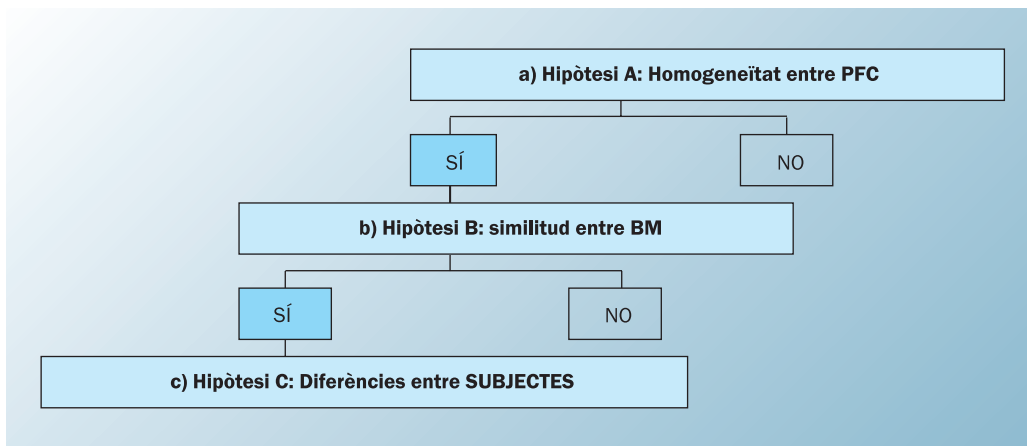 a) Hipòtesi A: Homogeneïtat entre PFC
SÍ
NO
b) Hipòtesi B: similitud entre BM
SÍ
NO
c) Hipòtesi C: Diferències entre SUBJECTES